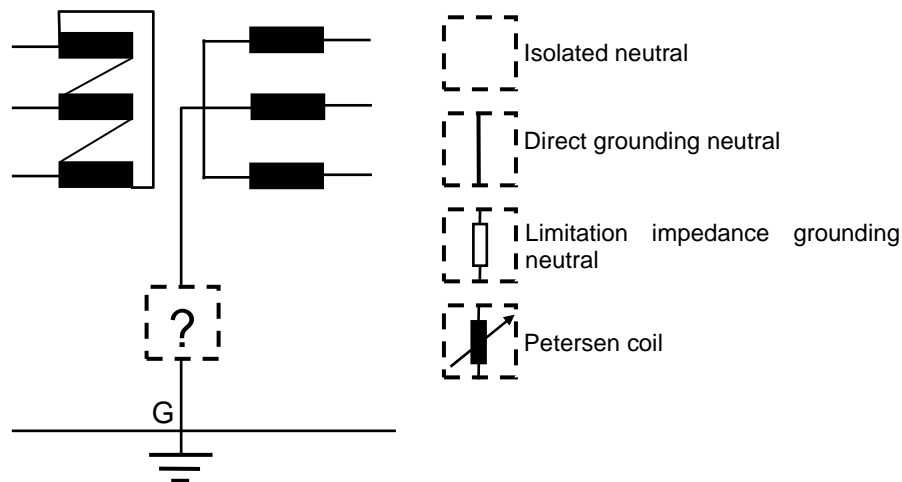 Isolated neutral
Direct grounding neutral
Limitation impedance grounding
neutral
?
Petersen coil
G